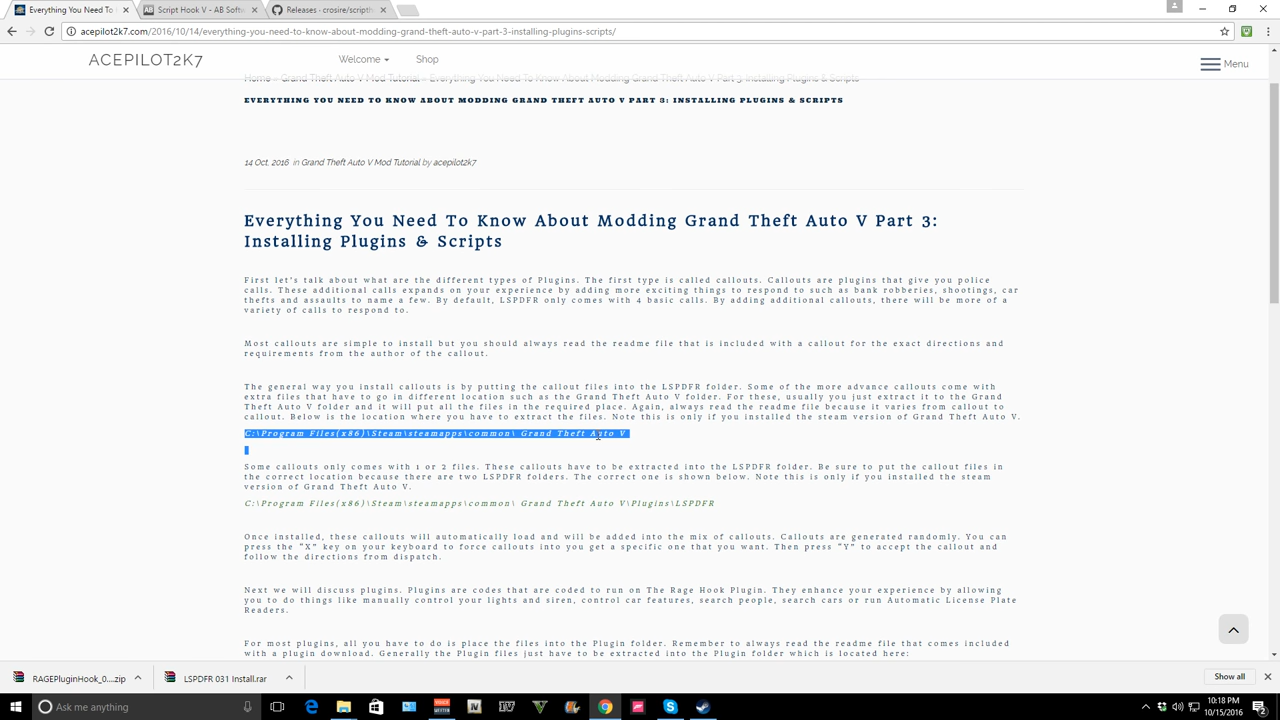 Everything You Need To
Script Hook V – AB Softw
Releases · crosire/scripth
acepilot2k7.com/2016/10/14/everything-you-need-to-know-about-modding-grand-theft-auto-v-part-3-installing-plugins-scripts/
ACEPILOT2K7
Welcome
Shop
Menu
Home » Grand Theft Auto V Mod Tutorial » Everything You Need To Know About Modding Grand Theft Auto V Part 3: Installing Plugins & Scripts
EVERYTHING YOU NEED TO KNOW ABOUT MODDING GRAND THEFT AUTO V PART 3: INSTALLING PLUGINS & SCRIPTS
14 Oct, 2016 in Grand Theft Auto V Mod Tutorial by acepilot2k7
Everything You Need To Know About Modding Grand Theft Auto V Part 3:
Installing Plugins & Scripts
First let's talk about what are the different types of Plugins. The first type is called callouts. Callouts are plugins that give you police
calls. These additional calls expands on your experience by adding more exciting things to respond to such as bank robberies, shootings, car
thefts and assaults to name a few. By default, LSPDFR only comes with 4 basic calls. By adding additional callouts, there will be more of a
variety of calls to respond to.
Most callouts are simple to install but you should always read the readme file that is included with a callout for the exact directions and
requirements from the author of the callout.
The general way you install callouts is by putting the callout files into the LSPDFR folder. Some of the more advance callouts come with
extra files that have to go in different location such as the Grand Theft Auto V folder. For these, usually you just extract it to the Grand
Theft Auto V folder and it will put all the files in the required place. Again, always read the readme file because it varies from callout to
callout. Below is the location where you have to extract the files. Note this is only if you installed the steam version of Grand Theft Auto V.
C:\Program Files(x86)\Steam\steamapps\common\ Grand Theft Auto V
Some callouts only comes with 1 or 2 files. These callouts have to be extracted into the LSPDFR folder. Be sure to put the callout files in
the correct location because there are two LSPDFR folders. The correct one is shown below. Note this is only if you installed the steam
version of Grand Theft Auto V.
C:\Program Files(x86)\Steam\steamapps\common\ Grand Theft Auto V\Plugins\LSPDFR
Once installed, these callouts will automatically load and will be added into the mix of callouts. Callouts are generated randomly. You can
press the "X" key on your keyboard to force callouts into you get a specific one that you want. Then press "Y" to accept the callout and
follow the directions from dispatch.
Next we will discuss plugins. Plugins are codes that are coded to run on The Rage Hook Plugin. They enhance your experience by allowing
you to do things like manually control your lights and siren, control car features, search people, search cars or run Automatic License Plate
Readers.
For most plugins, all you have to do is place the files into the Plugin folder. Remember to always read the readme file that comes included
with a plugin download. Generally the Plugin files just have to be extracted into the Plugin folder which is located here:
RAGEPluginHook_0....zip
LSPDFR 031 Install.rar
Show all
Ask me anything
10:18 PM
10/15/2016